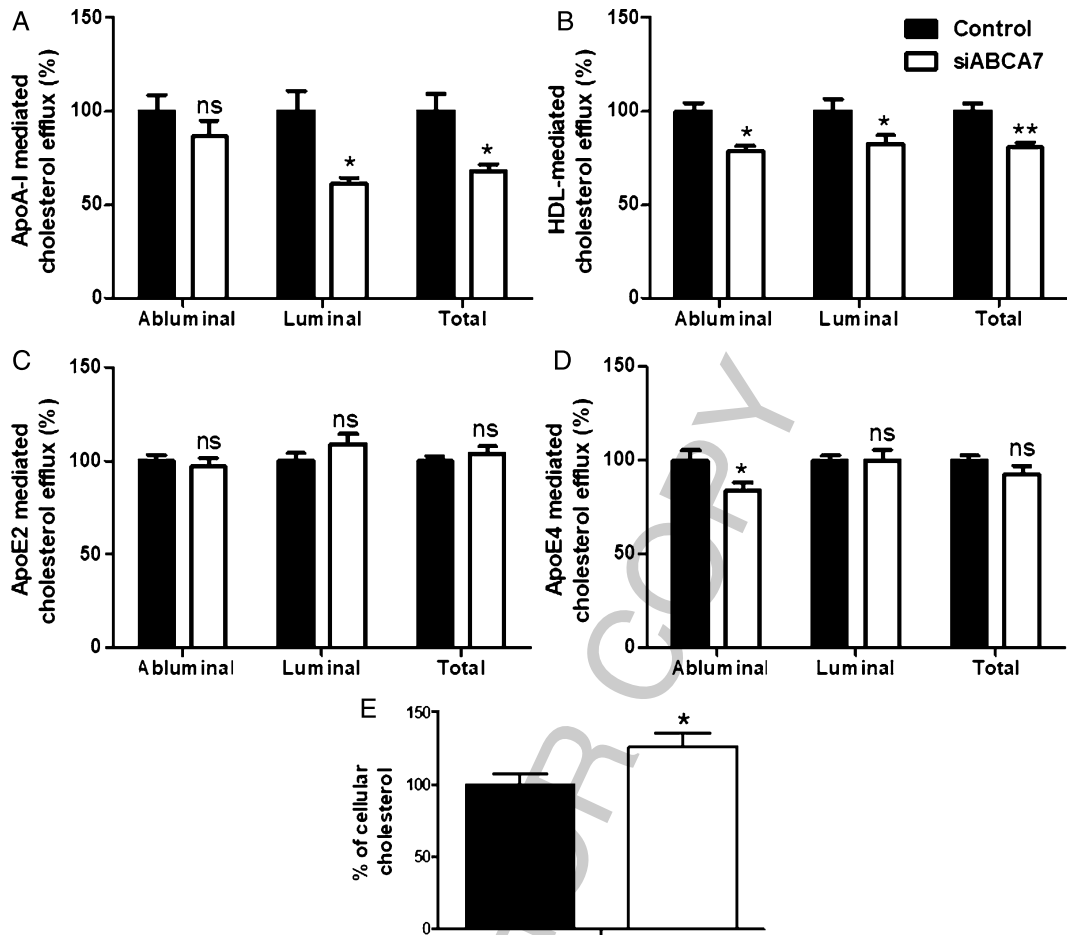 A
ApoA-I mediated
cholesterol efflux (%)
150
100
50
0
ns
*
*
Abluminal
Luminal
Total
B
HDL-mediated
cholesterol efflux (%)
150
100
50
0
*
*
**
Control
siABCA7
Abluminal
Luminal
Total
C
ApoE2 mediated
cholesterol efflux (%)
150
100
50
0
ns
ns
ns
Abluminal
Luminal
Total
D
ApoE4 mediated
cholesterol efflux (%)
150
100
50
0
*
ns
ns
Abluminal
Luminal
Total
E
% of cellular
cholesterol
150
100
50
0
*
OR COPY